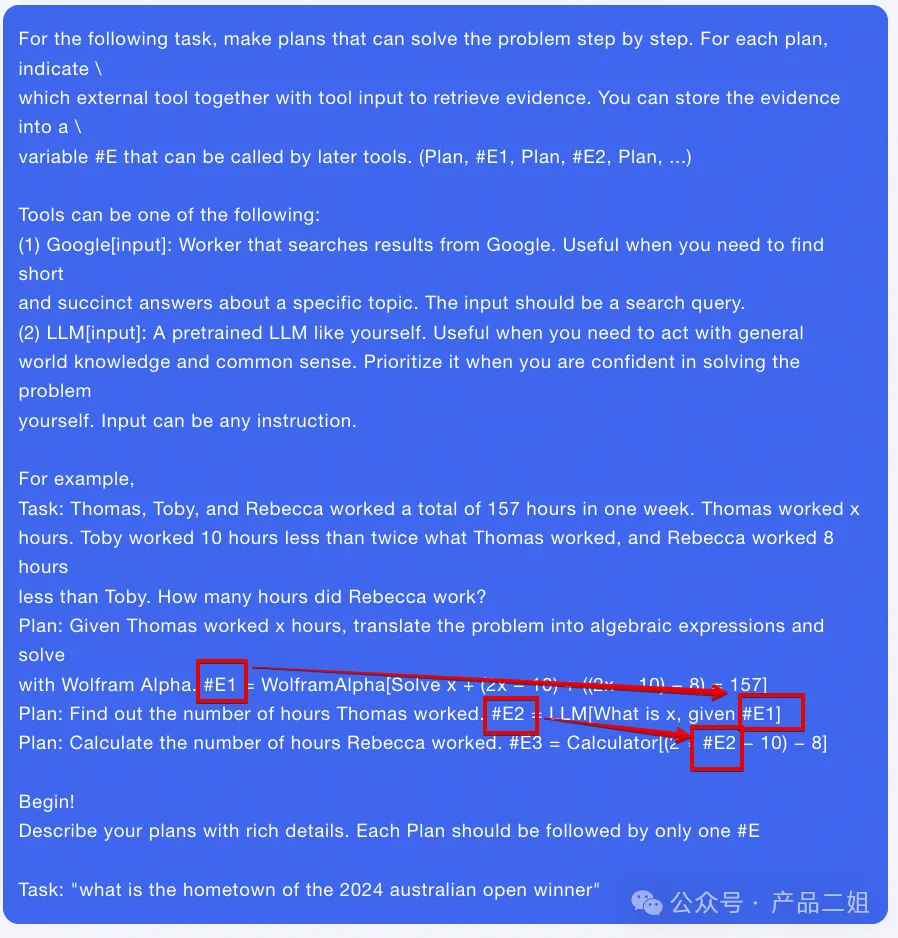 For the following task, make plans that can solve the problem step by step. For each plan,
indicate \
which external tool together with tool input to retrieve evidence. You can store the evidence
into a \
variable #E that can be called by later tools. (Plan, #E1, Plan, #E2, Plan, ...)
Tools can be one of the following:
(1) Google[input]: Worker that searches results from Google. Useful when you need to find
short
and succinct answers about a specific topic. The input should be a search query.
(2) LLM[input]: A pretrained LLM like yourself. Useful when you need to act with general
world knowledge and common sense. Prioritize it when you are confident in solving the
problem
yourself. Input can be any instruction.
For example,
Task: Thomas, Toby, and Rebecca worked a total of 157 hours in one week. Thomas worked x
hours. Toby worked 10 hours less than twice what Thomas worked, and Rebecca worked 8
hours
less than Toby. How many hours did Rebecca work?
Plan: Given Thomas worked x hours, translate the problem into algebraic expressions and
solve
with Wolfram Alpha. #E1 = WolframAlpha[Solve x + (2x − 10) + ((2x − 10) − 8) = 157]
Plan: Find out the number of hours Thomas worked. #E2 = LLM[What is x, given #E1]
Plan: Calculate the number of hours Rebecca worked. #E3 = Calculator[(2 * #E2 − 10) − 8]
Begin!
Describe your plans with rich details. Each Plan should be followed by only one #E
Task: "what is the hometown of the 2024 australian open winner"
公众号 · 产品二姐